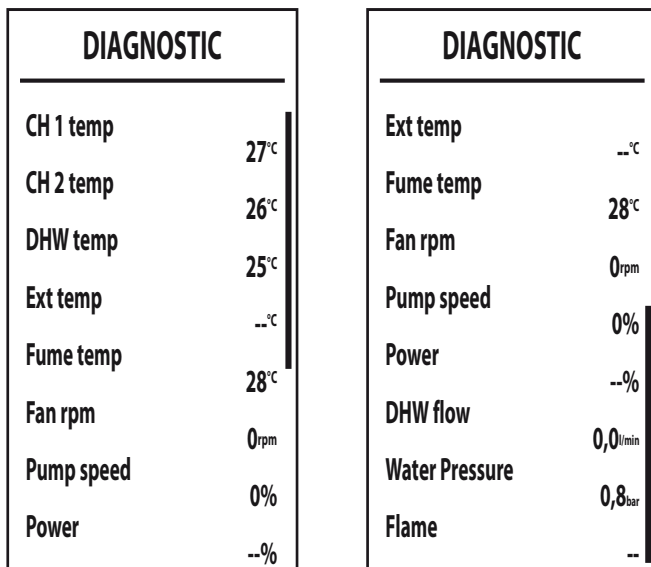 DIAGNOSTIC
CH 1 temp
27°C
CH 2 temp
26°C
DHW temp
25°C
Ext temp
--°C
Fume temp
28°C
Fan rpm
0rpm
Pump speed
0%
Power
--%
DIAGNOSTIC
Ext temp
--°C
Fume temp
28°C
Fan rpm
0rpm
Pump speed
0%
Power
--%
DHW flow
0,0l/min
Water Pressure
0,8bar
Flame
--